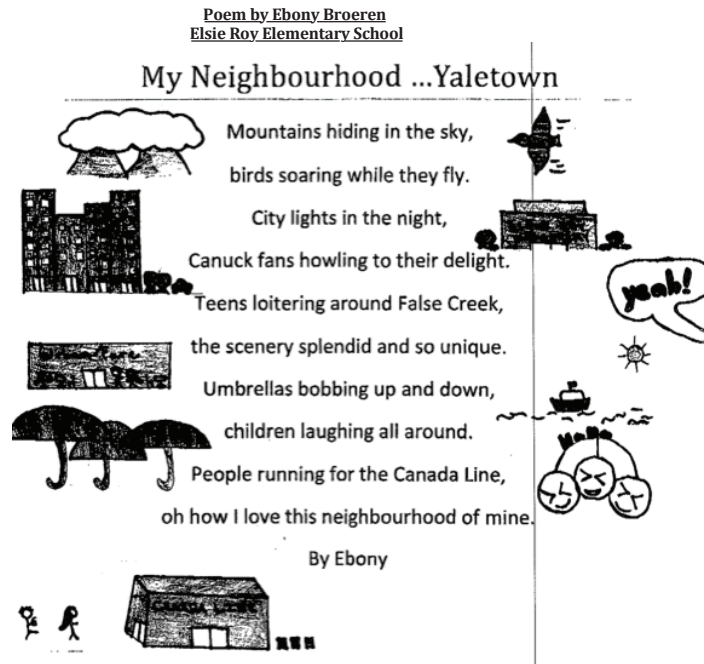 Poem by Ebony Broeren
Elsie Roy Elementary School
My Neighbourhood ...Yaletown
Mountains hiding in the sky,
birds soaring while they fly.
City lights in the night,
Canuck fans howling to their delight.
yeah!
Teens loitering around False Creek,
the scenery splendid and so unique.
Umbrellas bobbing up and down,
children laughing all around.
HaHa
People running for the Canada Line,
oh how I love this neighbourhood of mine.
By Ebony
CANADA LINE